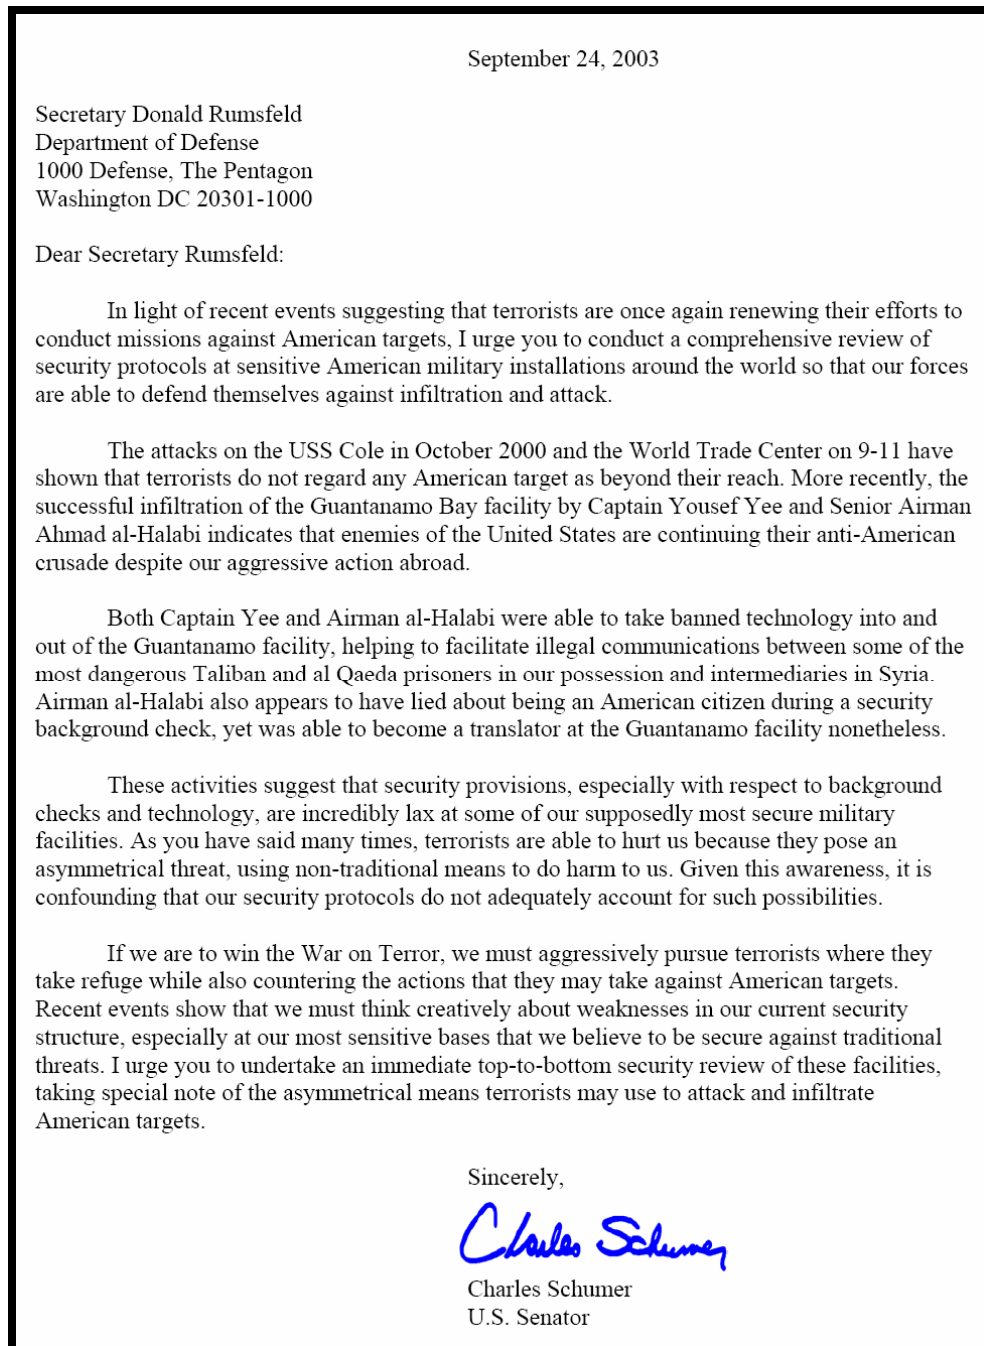 September 24, 2003
Secretary Donald Rumsfeld
Department of Defense
1000 Defense, The Pentagon
Washington DC 20301-1000
Dear Secretary Rumsfeld:
In light of recent events suggesting that terrorists are once again renewing their efforts to
conduct missions against American targets, I urge you to conduct a comprehensive review of
security protocols at sensitive American military installations around the world so that our forces
are able to defend themselves against infiltration and attack.
The attacks on the USS Cole in October 2000 and the World Trade Center on 9-11 have
shown that terrorists do not regard any American target as beyond their reach. More recently, the
successful infiltration of the Guantanamo Bay facility by Captain Yousef Yee and Senior Airman
Ahmad al-Halabi indicates that enemies of the United States are continuing their anti-American
crusade despite our aggressive action abroad.
Both Captain Yee and Airman al-Halabi were able to take banned technology into and
out of the Guantanamo facility, helping to facilitate illegal communications between some of the
most dangerous Taliban and al Qaeda prisoners in our possession and intermediaries in Syria.
Airman al-Halabi also appears to have lied about being an American citizen during a security
background check, yet was able to become a translator at the Guantanamo facility nonetheless.
These activities suggest that security provisions, especially with respect to background
checks and technology, are incredibly lax at some of our supposedly most secure military
facilities. As you have said many times, terrorists are able to hurt us because they pose an
asymmetrical threat, using non-traditional means to do harm to us. Given this awareness, it is
confounding that our security protocols do not adequately account for such possibilities.
If we are to win the War on Terror, we must aggressively pursue terrorists where they
take refuge while also countering the actions that they may take against American targets.
Recent events show that we must think creatively about weaknesses in our current security
structure, especially at our most sensitive bases that we believe to be secure against traditional
threats. I urge you to undertake an immediate top-to-bottom security review of these facilities,
taking special note of the asymmetrical means terrorists may use to attack and infiltrate
American targets.
Sincerely,
Charles Schumer
Charles Schumer
U.S. Senator